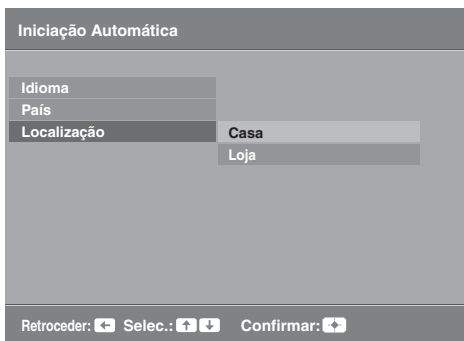 Iniciação Automática
Idioma
País
Localização
Casa
Loja
Retroceder: Selec.: Confirmar: